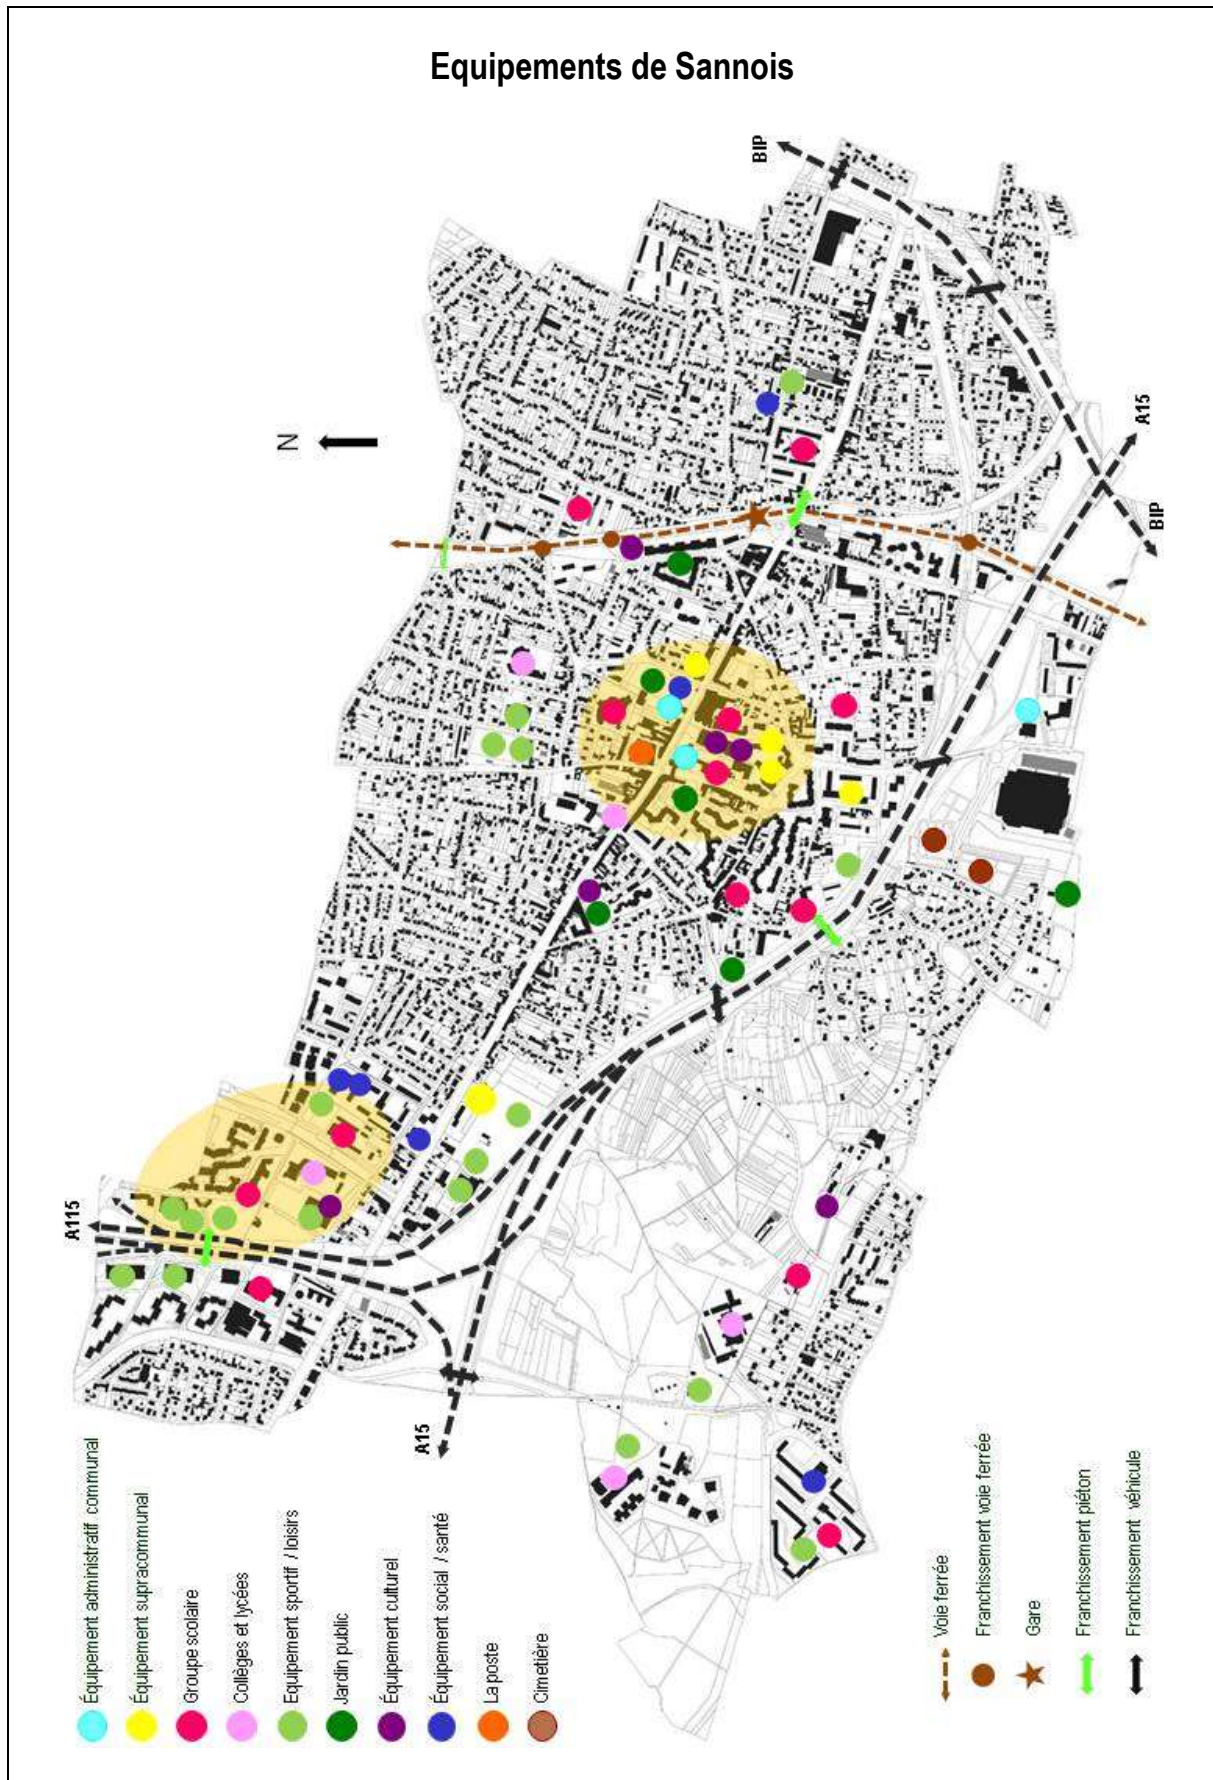 Equipements de Sannois
BIP
N
A15
BIP
A115
A15
Équipement administratif communal
Équipement supracommunal
Groupe scolaire
Collèges et lycées
Equipement sportif / loisirs
Jardin public
Équipement culturel
Équipement social / santé
La poste
Cimetière
Voie ferrée
Franchissement voie ferrée
Gare
Franchissement piéton
Franchissement véhicule